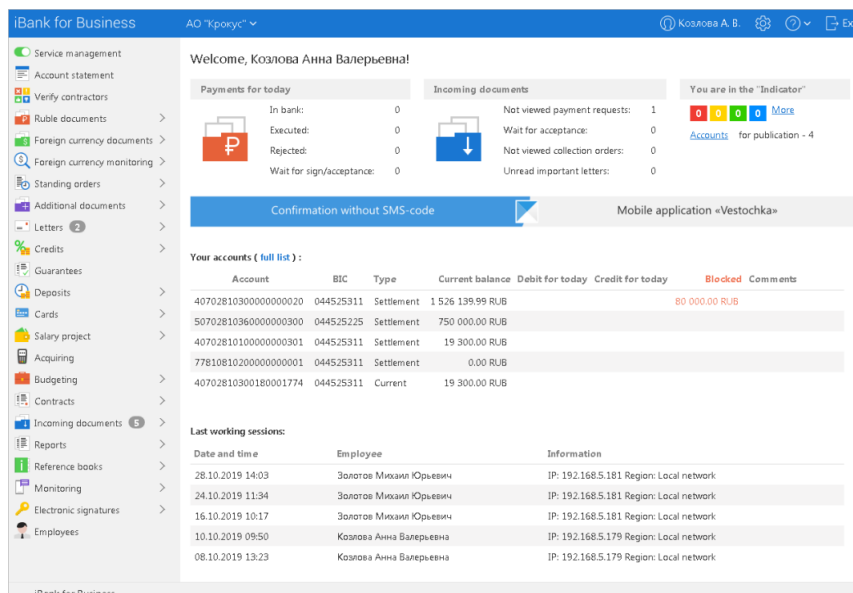 iBank for Business
АО "Крокус"
Козлова А. В.
Ex
Service management
Account statement
Verify contractors
Ruble documents
Foreign currency documents
Foreign currency monitoring
Standing orders
Additional documents
Letters 2
Credits
Guarantees
Deposits
Cards
Salary project
Acquiring
Budgeting
Contracts
Incoming documents 5
Reports
Reference books
Monitoring
Electronic signatures
Employees
Welcome, Козлова Анна Валерьевна!
Payments for today
In bank: 0
Executed: 0
Rejected: 0
Wait for sign/acceptance: 0
Incoming documents
Not viewed payment requests: 1
Wait for acceptance: 0
Not viewed collection orders: 0
Unread important letters: 0
You are in the "Indicator"
0 0 0 0 More
Accounts for publication - 4
Confirmation without SMS-code
Mobile application «Vestochka»
Your accounts ( full list ) :
Account BIC Type Current balance Debit for today Credit for today Blocked Comments
40702810300000000020 044525311 Settlement 1 526 139.99 RUB 80 000.00 RUB
50702810360000000300 044525225 Settlement 750 000.00 RUB
40702810100000000301 044525311 Settlement 19 300.00 RUB
77810810200000000001 044525311 Settlement 0.00 RUB
40702810300180001774 044525311 Current 19 300.00 RUB
Last working sessions:
Date and time Employee Information
28.10.2019 14:03 Золотов Михаил Юрьевич IP: 192.168.5.181 Region: Local network
24.10.2019 11:34 Золотов Михаил Юрьевич IP: 192.168.5.181 Region: Local network
16.10.2019 10:17 Золотов Михаил Юрьевич IP: 192.168.5.181 Region: Local network
10.10.2019 09:50 Козлова Анна Валерьевна IP: 192.168.5.179 Region: Local network
08.10.2019 13:23 Козлова Анна Валерьевна IP: 192.168.5.179 Region: Local network
iBank for Business